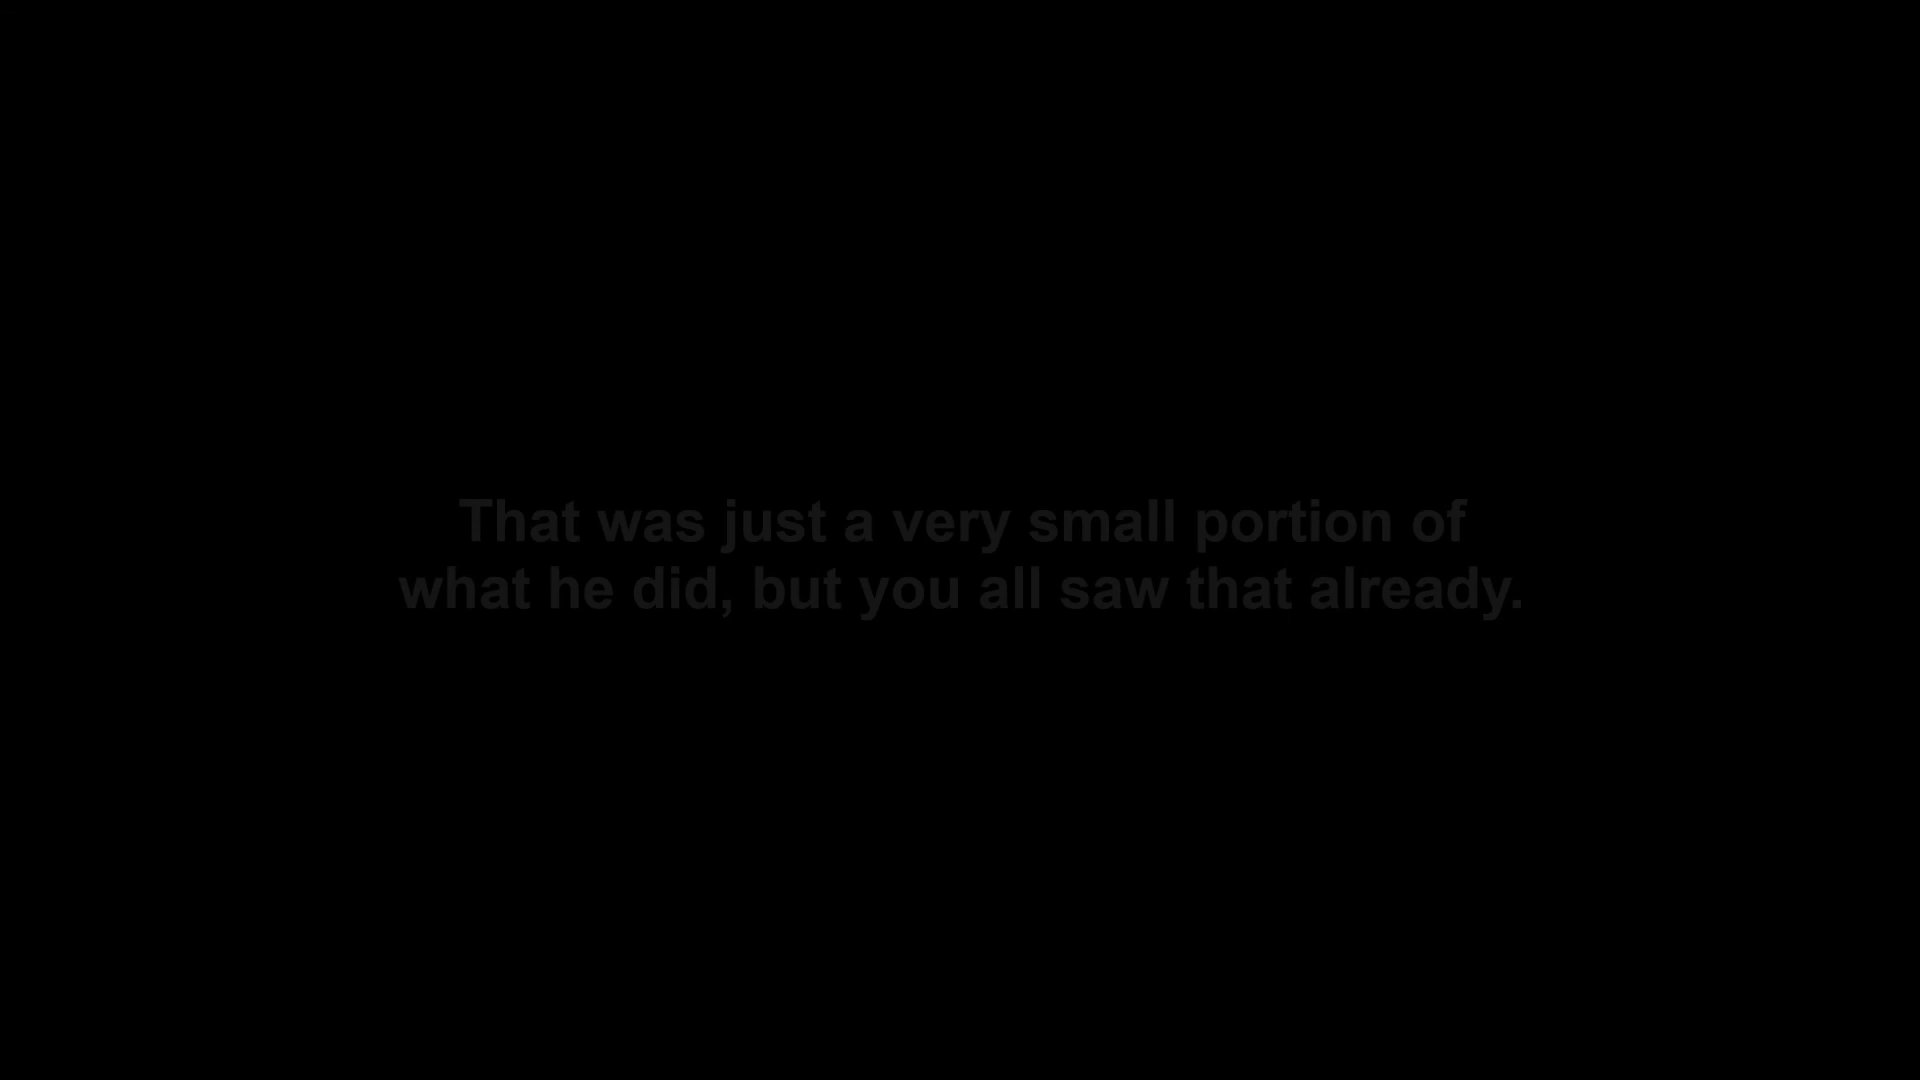 That was just a very small portion of
what he did, but you all saw that already.